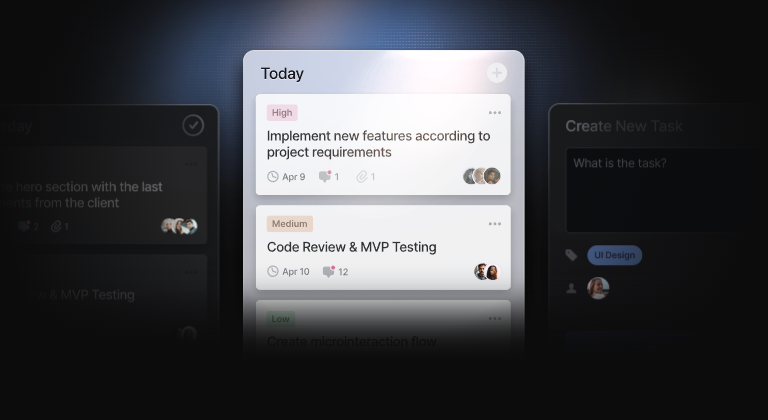 Today
High
Implement new features according to
project requirements
Apr 9
1
1
Medium
Code Review & MVP Testing
Apr 10
12
Low
Create microinteraction flow
hero section with the last
from the client
2
1
& MVP Testing
Create New Task
What is the task?
UI Design